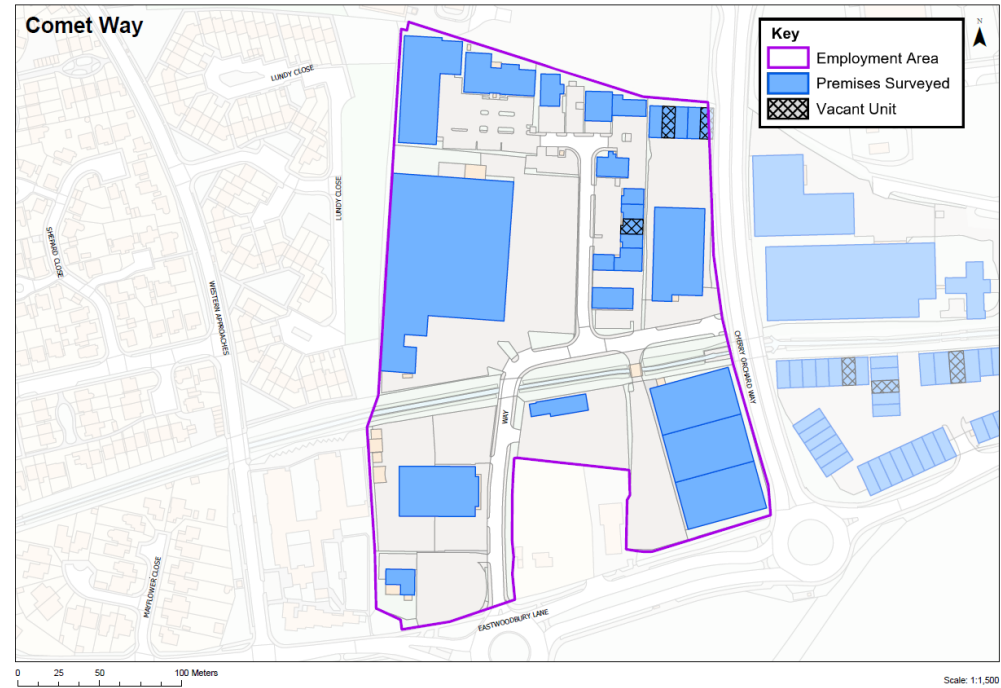 Comet Way
Key
Employment Area
Premises Surveyed
Vacant Unit
N
LUNDY CLOSE
LUNDY CLOSE
SHEPARD CLOSE
WESTERN APPROACHES
CHERRY ORCHARD WAY
WAY
MAYFLOWER CLOSE
EASTWOODBURY LANE
0 25 50 100 Meters
Scale: 1:1,500